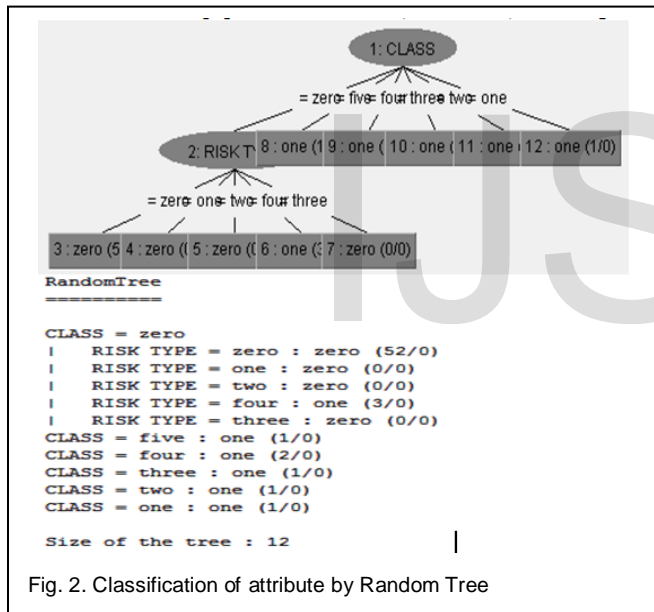 1: CLASS
= zero = five = four = three = two = one
2: RISK T 8 : one (1 9 : one ( 10 : one ( 11 : one 12 : one (1/0)
= zero = one = two = four = three
3 : zero (5 4 : zero (0 5 : zero (0 6 : one (3 7 : zero (0/0)
RandomTree
==========
CLASS = zero
| RISK TYPE = zero : zero (52/0)
| RISK TYPE = one : zero (0/0)
| RISK TYPE = two : zero (0/0)
| RISK TYPE = four : one (3/0)
| RISK TYPE = three : zero (0/0)
CLASS = five : one (1/0)
CLASS = four : one (2/0)
CLASS = three : one (1/0)
CLASS = two : one (1/0)
CLASS = one : one (1/0)
Size of the tree : 12
Fig. 2. Classification of attribute by Random Tree
IJS